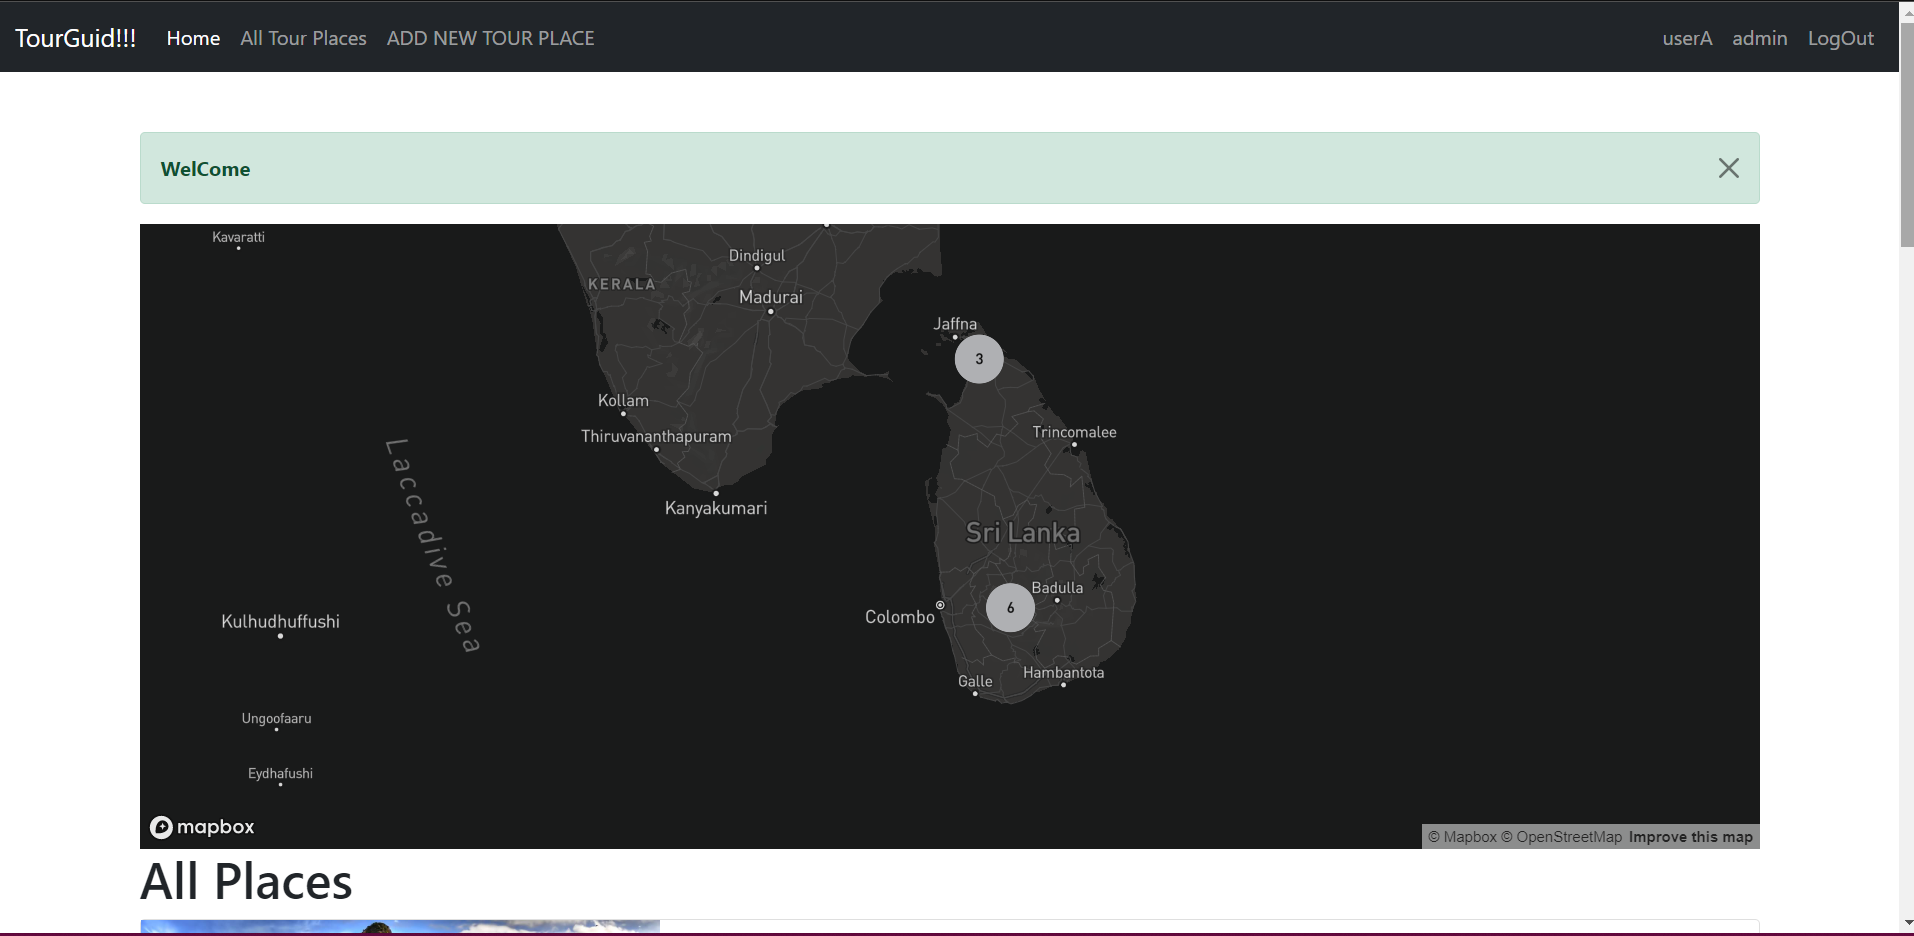 TourGuid!!! Home All Tour Places ADD NEW TOUR PLACE userA admin LogOut
WelCome
Kavaratti
Dindigul
KERALA
Madurai
Jaffna
3
Kollam
Trincomalee
Thiruvananthapuram
Laccadive Sea
Kanyakumari
Sri Lanka
Badulla
6
Colombo
Kulhudhuffushi
Hambantota
Galle
Ungoofaaru
Eydhafushi
mapbox
© Mapbox © OpenStreetMap Improve this map
All Places